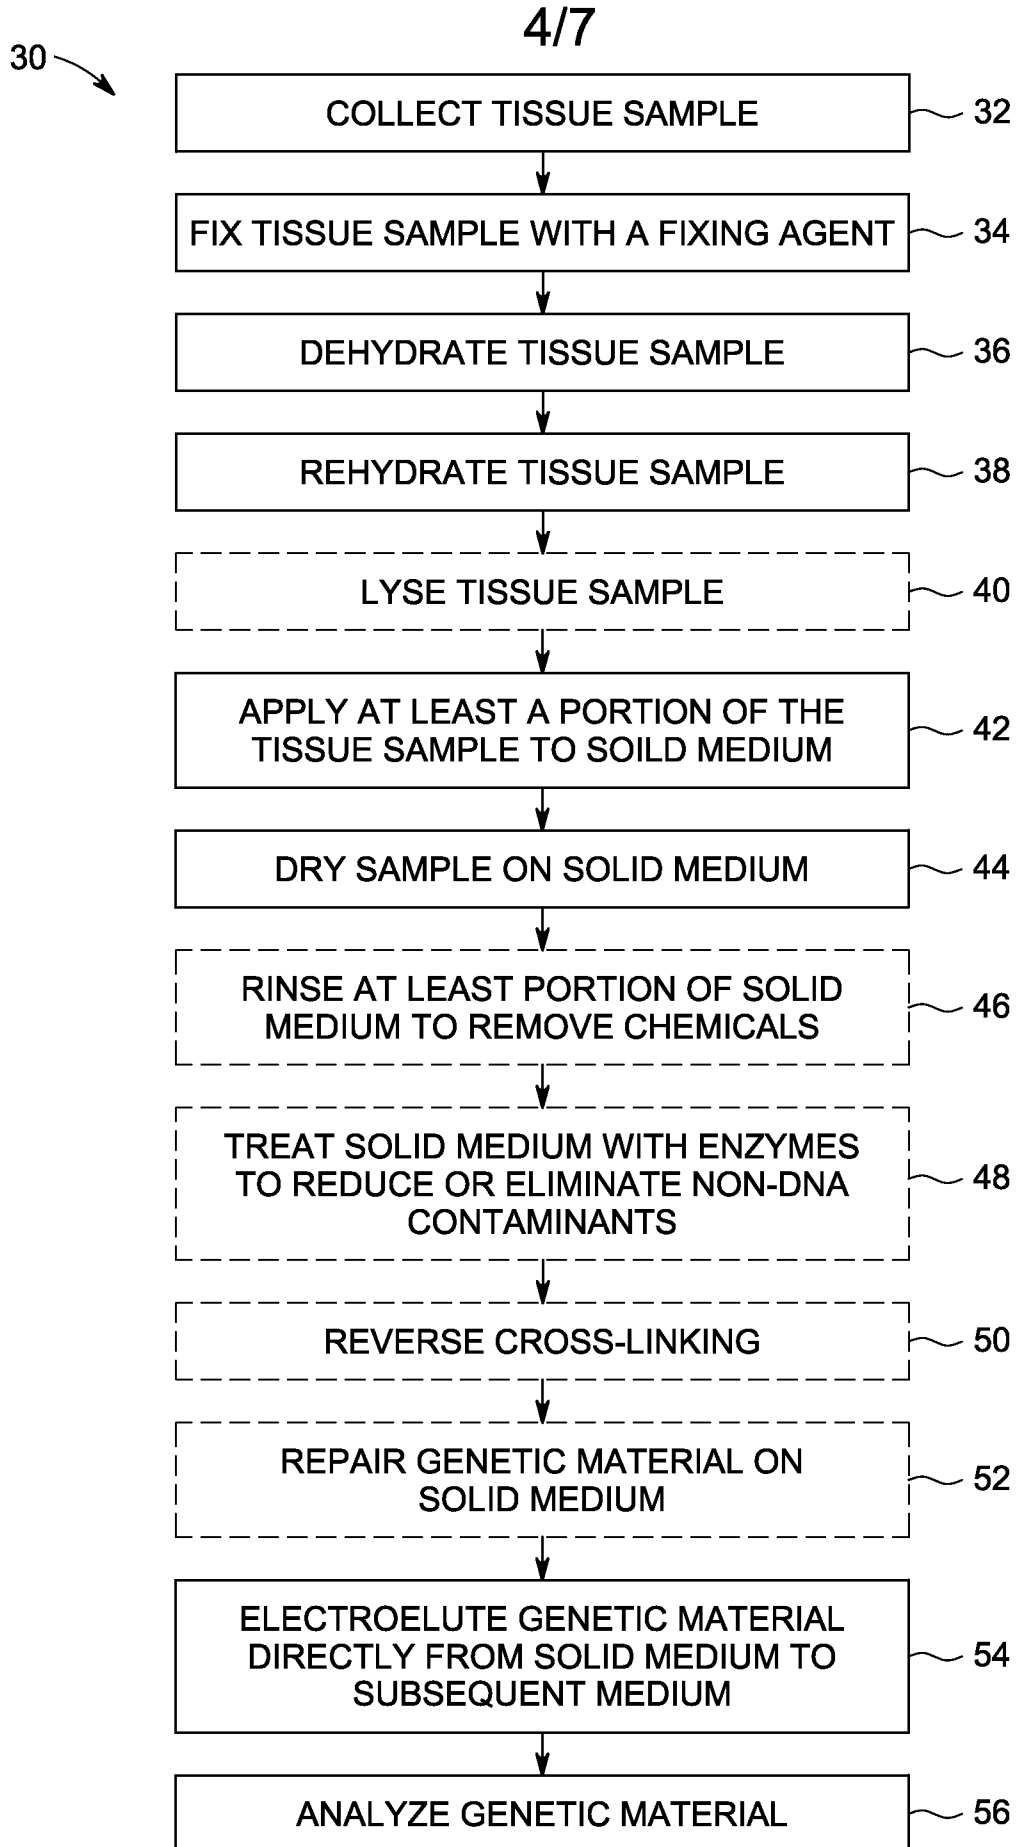 4/7
30
COLLECT TISSUE SAMPLE
32
FIX TISSUE SAMPLE WITH A FIXING AGENT
34
DEHYDRATE TISSUE SAMPLE
36
REHYDRATE TISSUE SAMPLE
38
LYSE TISSUE SAMPLE
40
APPLY AT LEAST A PORTION OF THE
TISSUE SAMPLE TO SOILD MEDIUM
42
DRY SAMPLE ON SOLID MEDIUM
44
RINSE AT LEAST PORTION OF SOLID
MEDIUM TO REMOVE CHEMICALS
46
TREAT SOLID MEDIUM WITH ENZYMES
TO REDUCE OR ELIMINATE NON-DNA
CONTAMINANTS
48
REVERSE CROSS-LINKING
50
REPAIR GENETIC MATERIAL ON
SOLID MEDIUM
52
ELECTROELUTE GENETIC MATERIAL
DIRECTLY FROM SOLID MEDIUM TO
SUBSEQUENT MEDIUM
54
ANALYZE GENETIC MATERIAL
56